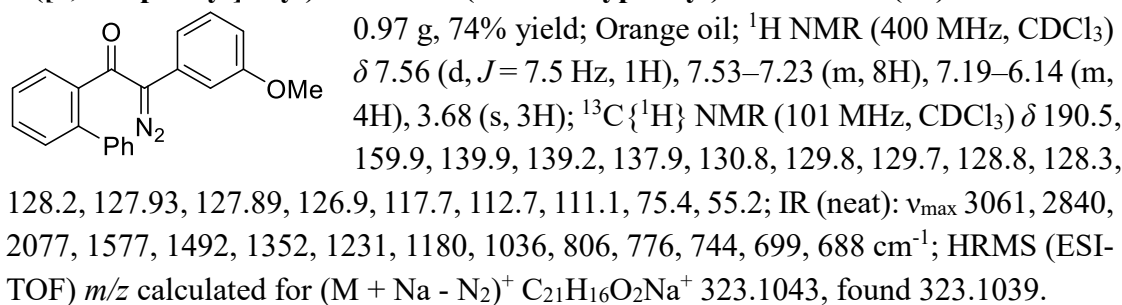 0.97 g, 74% yield; Orange oil; ¹H NMR (400 MHz, CDCl₃)
δ 7.56 (d, J = 7.5 Hz, 1H), 7.53–7.23 (m, 8H), 7.19–6.14 (m,
4H), 3.68 (s, 3H); ¹³C{¹H} NMR (101 MHz, CDCl₃) δ 190.5,
159.9, 139.9, 139.2, 137.9, 130.8, 129.8, 129.7, 128.8, 128.3,
O
OMe
N₂
Ph
128.2, 127.93, 127.89, 126.9, 117.7, 112.7, 111.1, 75.4, 55.2; IR (neat): νmax 3061, 2840,
2077, 1577, 1492, 1352, 1231, 1180, 1036, 806, 776, 744, 699, 688 cm⁻¹; HRMS (ESI-
TOF) m/z calculated for (M + Na - N₂)⁺ C₂₁H₁₆O₂Na⁺ 323.1043, found 323.1039.